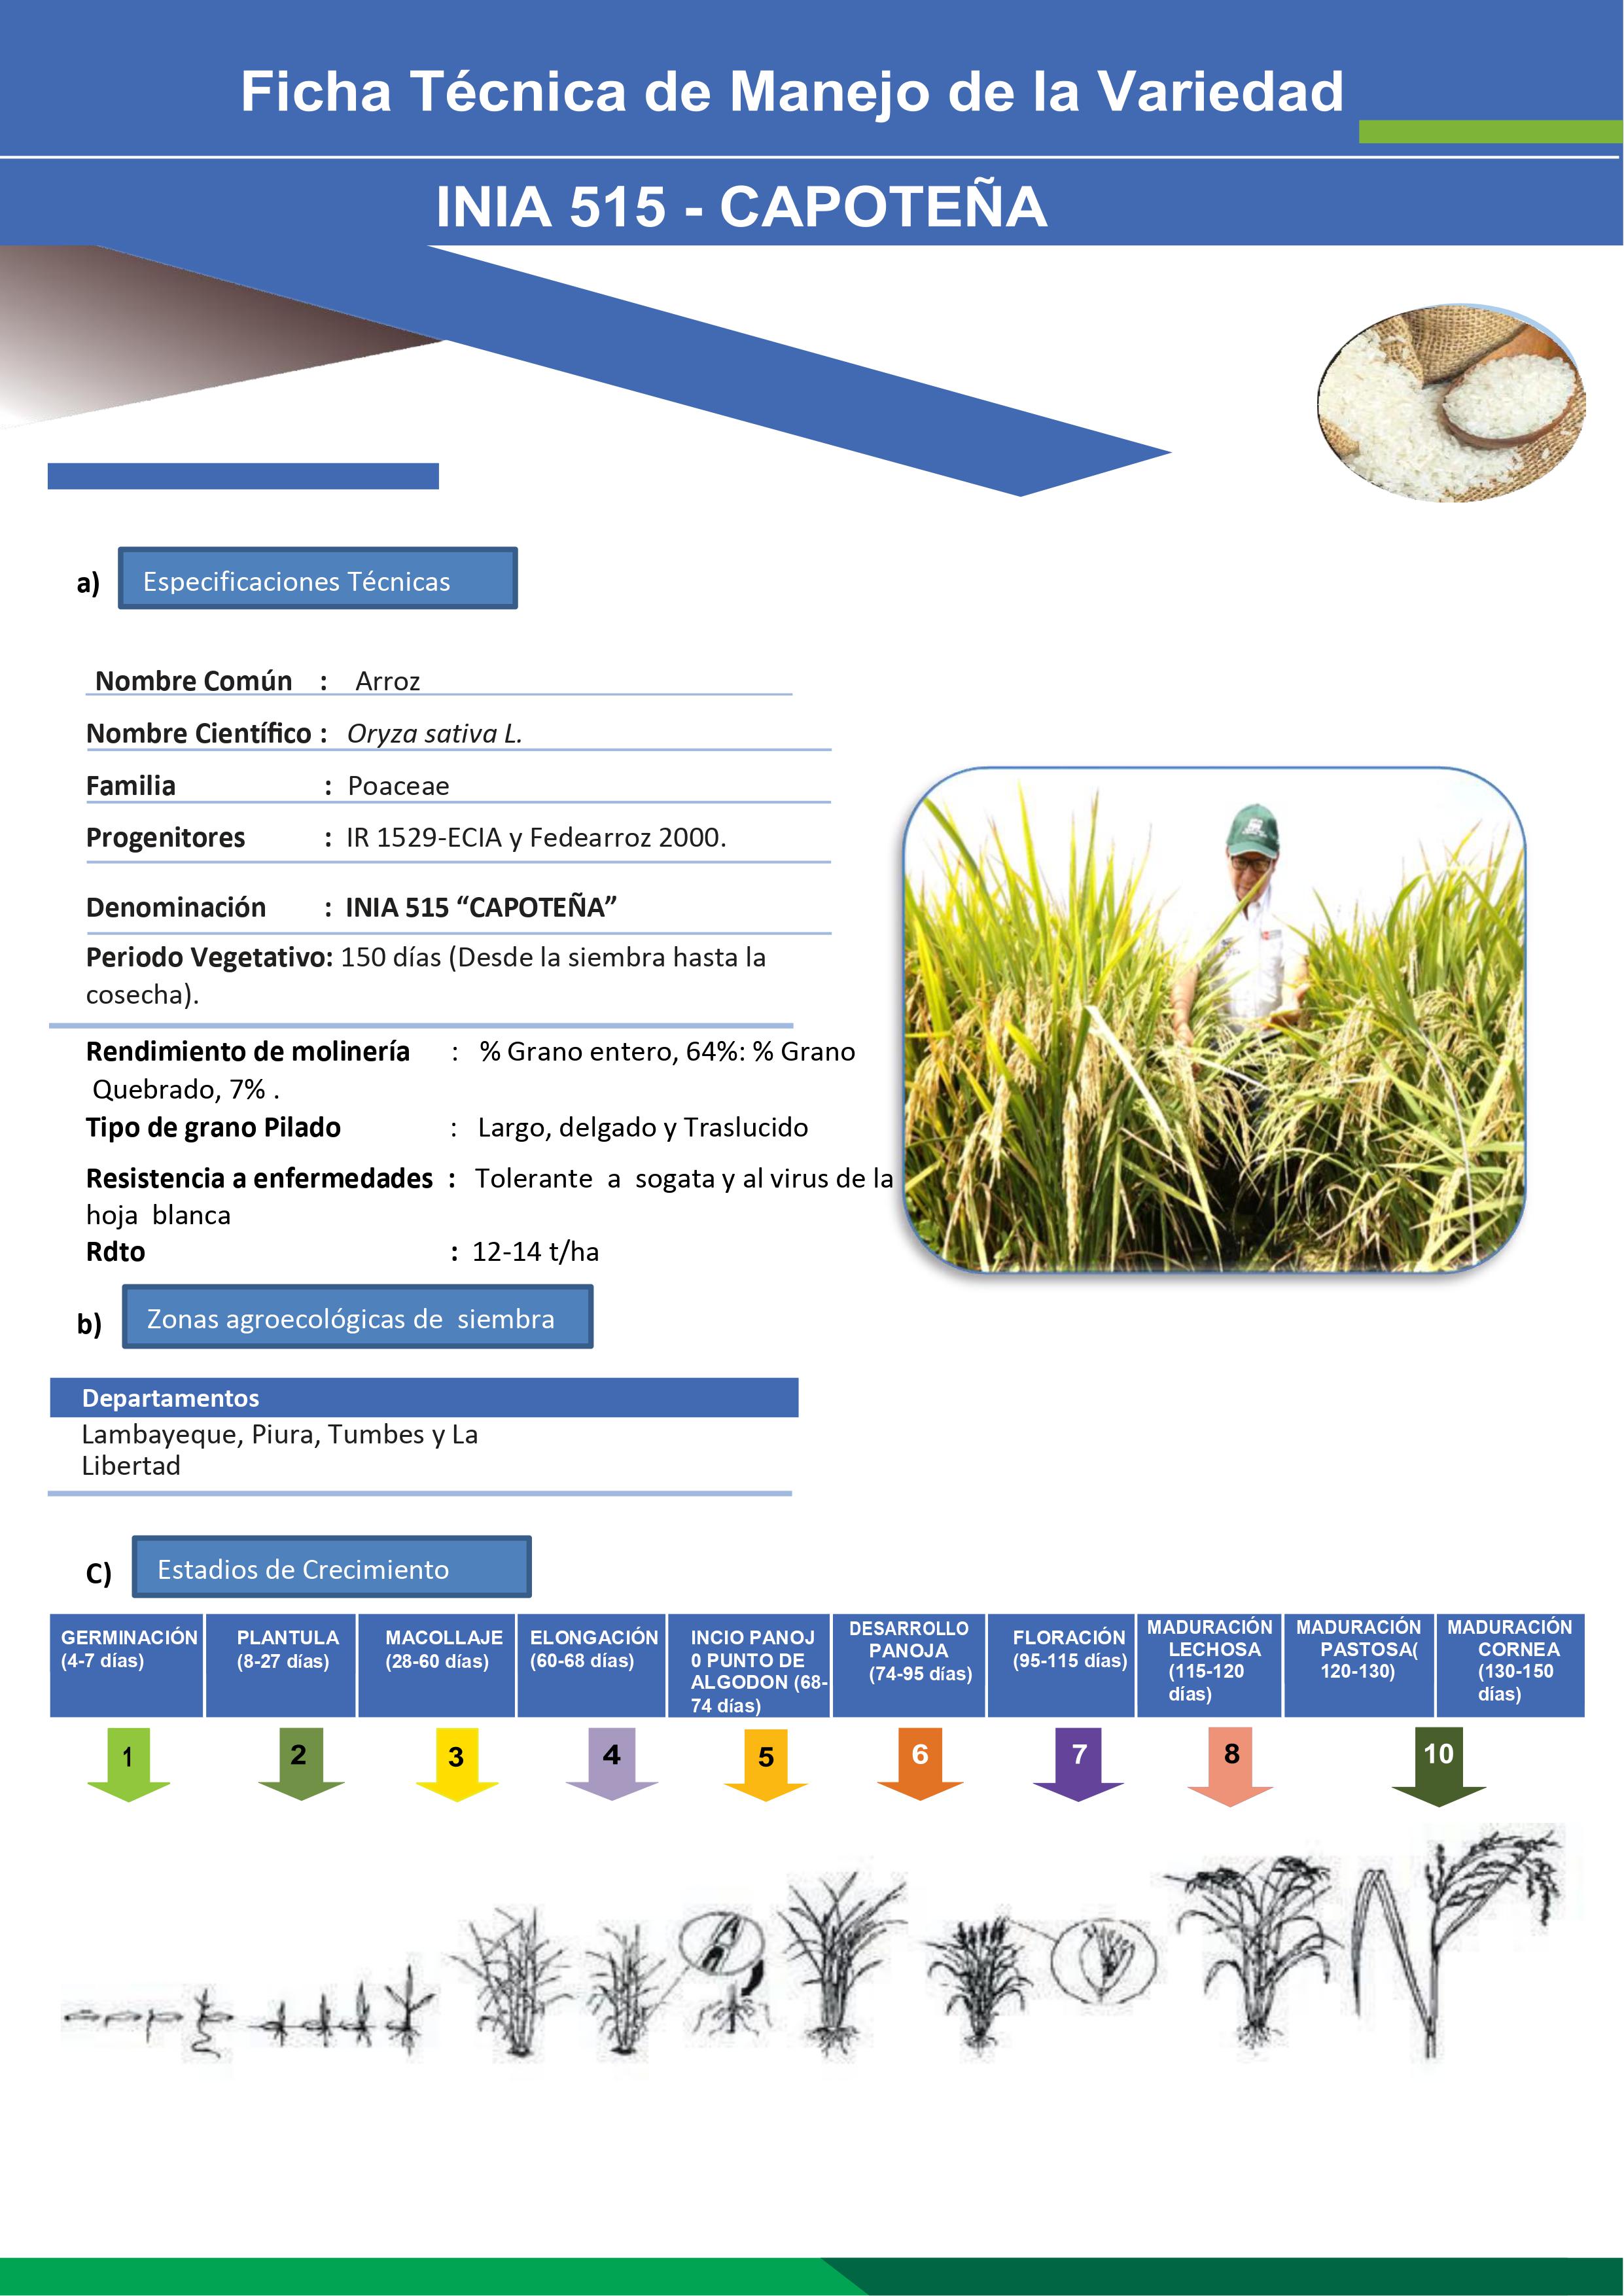 Ficha Técnica de Manejo de la Variedad
INIA 515 - CAPOTEÑA
a) Especificaciones Técnicas
Nombre Común : Arroz
Nombre Científico : Oryza sativa L.
Familia : Poaceae
Progenitores : IR 1529-ECIA y Fedearroz 2000.
Denominación : INIA 515 “CAPOTEÑA”
Periodo Vegetativo: 150 días (Desde la siembra hasta la
cosecha).
Rendimiento de molinería : % Grano entero, 64%: % Grano
Quebrado, 7% .
Tipo de grano Pilado : Largo, delgado y Traslucido
Resistencia a enfermedades : Tolerante a sogata y al virus de la
hoja blanca
Rdto : 12-14 t/ha
b) Zonas agroecológicas de siembra
Departamentos
Lambayeque, Piura, Tumbes y La
Libertad
C) Estadios de Crecimiento
GERMINACIÓN
(4-7 días)
PLANTULA
(8-27 días)
MACOLLAJE
(28-60 días)
ELONGACIÓN
(60-68 días)
INCIO PANOJ
0 PUNTO DE
ALGODON (68-
74 días)
DESARROLLO
PANOJA
(74-95 días)
FLORACIÓN
(95-115 días)
MADURACIÓN
LECHOSA
(115-120
días)
MADURACIÓN
PASTOSA(
120-130)
MADURACIÓN
CORNEA
(130-150
días)
1 2 3 4 5 6 7 8 10